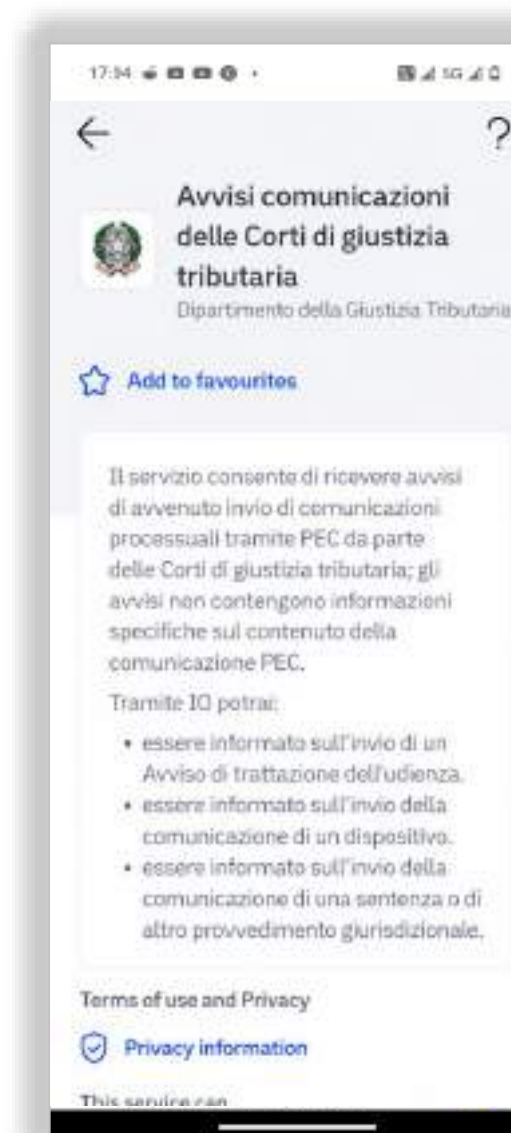 17:14
5G
?
Avvisi comunicazioni
delle Corti di giustizia
tributaria
Dipartimento della Giustizia Tributaria
Add to favourites
Il servizio consente di ricevere avvisi
di avvenuto invio di comunicazioni
processuali tramite PEC da parte
delle Corti di giustizia tributaria; gli
avvisi non contengono informazioni
specifiche sul contenuto della
comunicazione PEC.
Tramite IO potrai:
• essere informato sull'invio di un
Avviso di trattazione dell'udienza.
• essere informato sull'invio della
comunicazione di un dispositivo.
• essere informato sull'invio della
comunicazione di una sentenza o di
altro provvedimento giurisdizionale.
Terms of use and Privacy
Privacy information
This service can